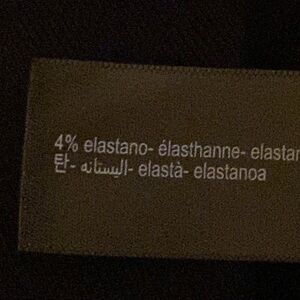 4% elastano- élasthanne- elastan
탄- اليستانه- elastà- elastanoa